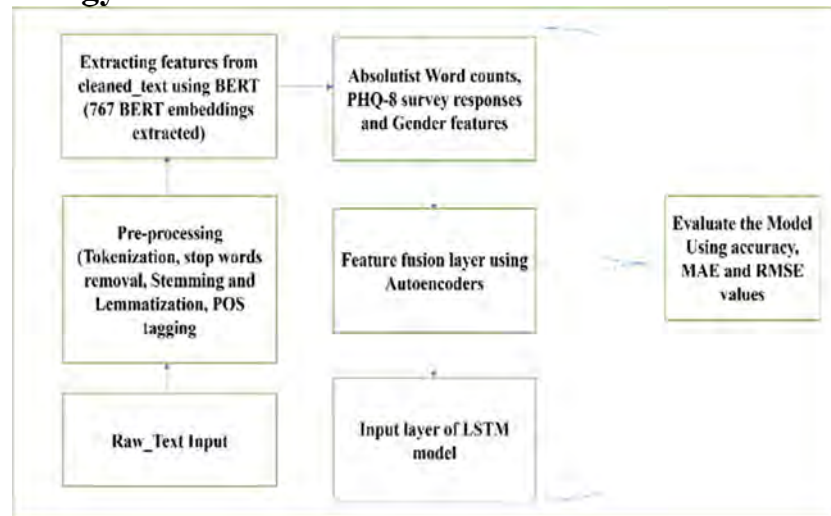 Extracting features from
cleaned_text using BERT
(767 BERT embeddings
extracted)
Absolutist Word counts,
PHQ-8 survey responses
and Gender features
Pre-processing
(Tokenization, stop words
removal, Stemming and
Lemmatization, POS
tagging
Feature fusion layer using
Autoencoders
Evaluate the Model
Using accuracy,
MAE and RMSE
values
Raw_Text Input
Input layer of LSTM
model